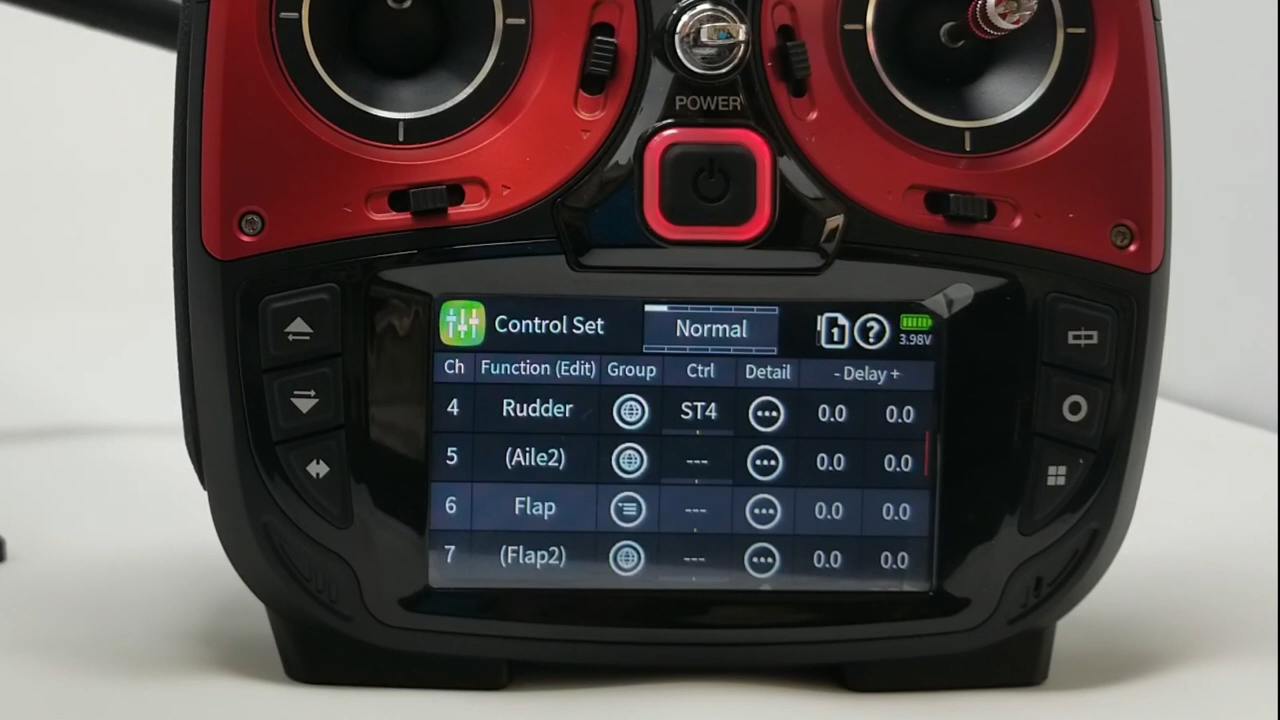 POWER
Control Set Normal 1 ? 3.98V
Ch Function (Edit) Group Ctrl Detail - Delay +
4 Rudder ST4 0.0 0.0
5 (Aile2) --- 0.0 0.0
6 Flap --- 0.0 0.0
7 (Flap2) --- 0.0 0.0